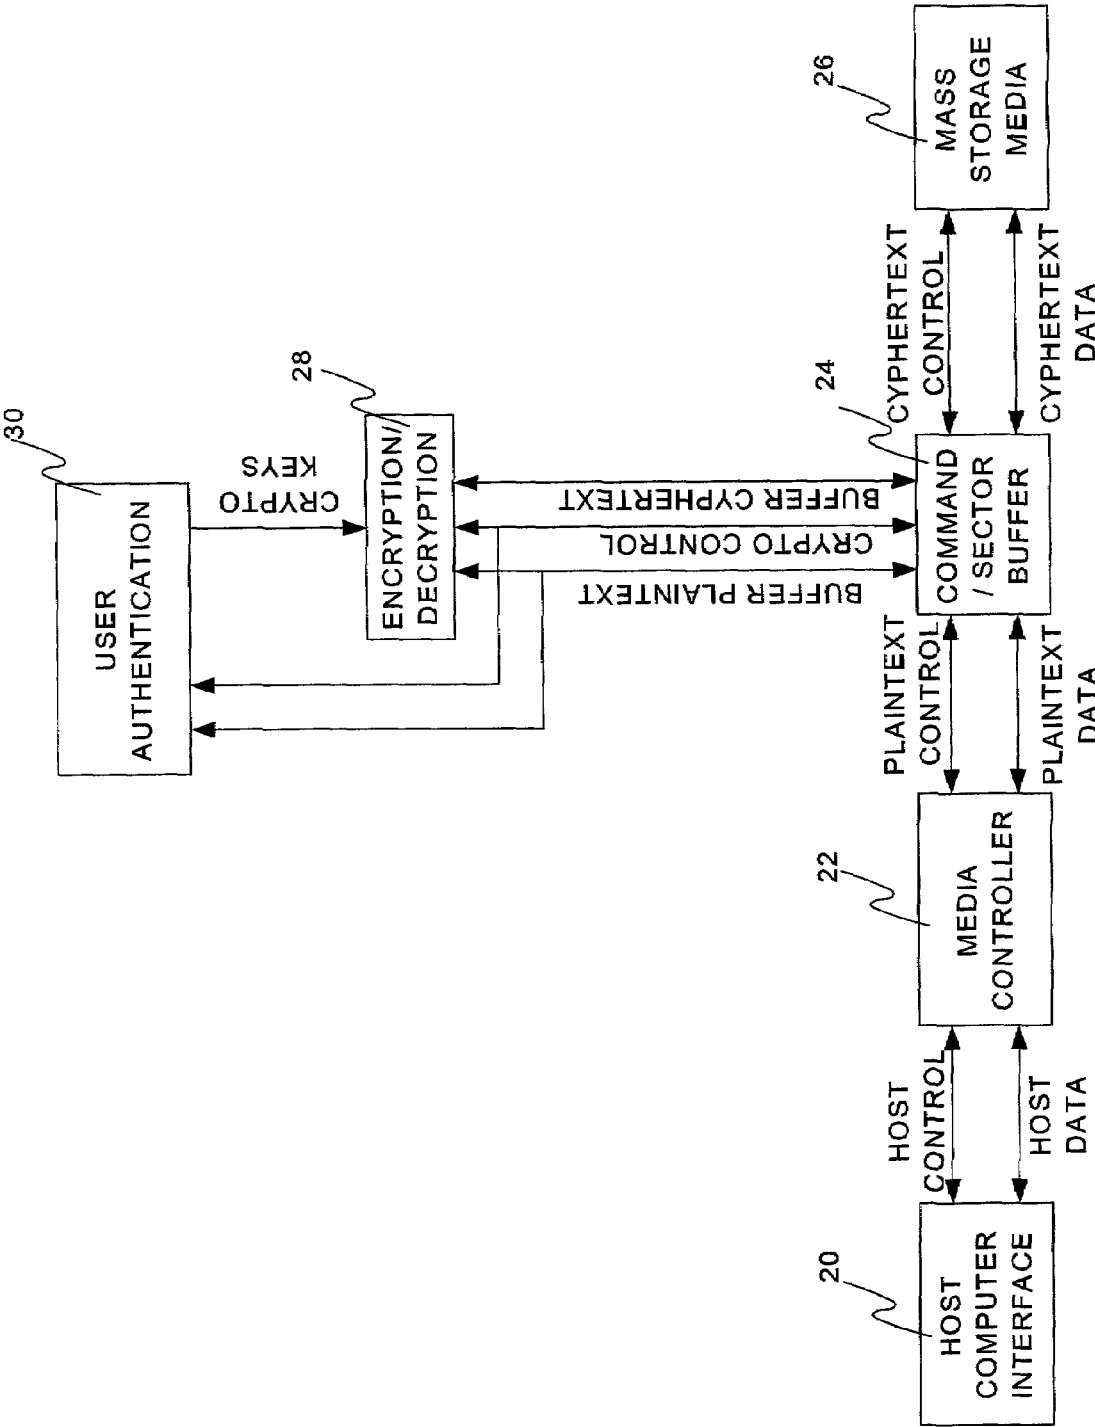 30
USER
AUTHENTICATION
CRYPTO
KEYS
28
ENCRYPTION/
DECRYPTION
BUFFER PLAINTEXT
CRYPTO CONTROL
BUFFER CYPHERTEXT
20
HOST
COMPUTER
INTERFACE
HOST
CONTROL
HOST
DATA
22
MEDIA
CONTROLLER
PLAINTEXT
CONTROL
PLAINTEXT
DATA
24
COMMAND
/ SECTOR
BUFFER
CYPHERTEXT
CONTROL
CYPHERTEXT
DATA
26
MASS
STORAGE
MEDIA